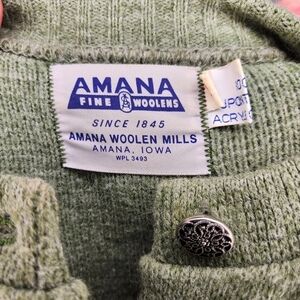 AMANA
FINE WOOLENS
SINCE 1845
AMANA WOOLEN MILLS
AMANA, IOWA
WPL 3493